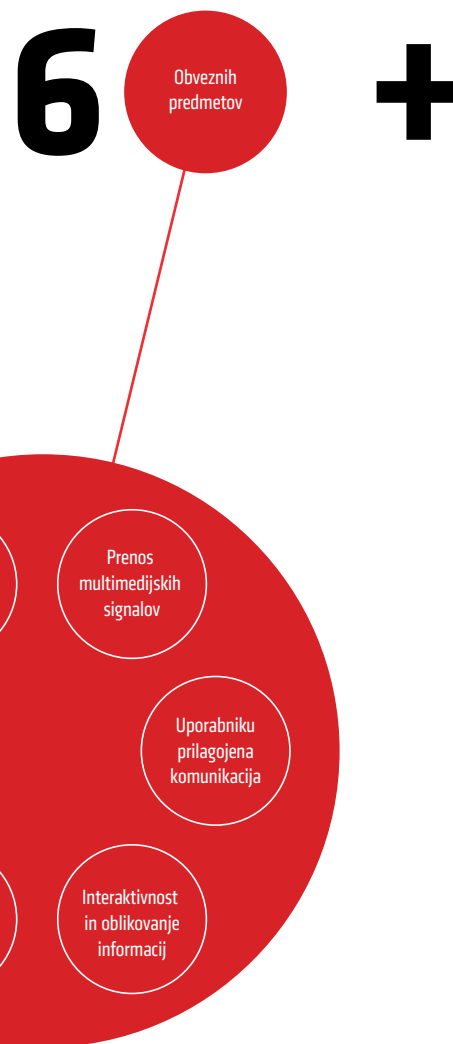 6
Obveznih
predmetov
+
Prenos
multimedijskih
signalov
Uporabniku
prilagojena
komunikacija
Interaktivnost
in oblikovanje
informacij